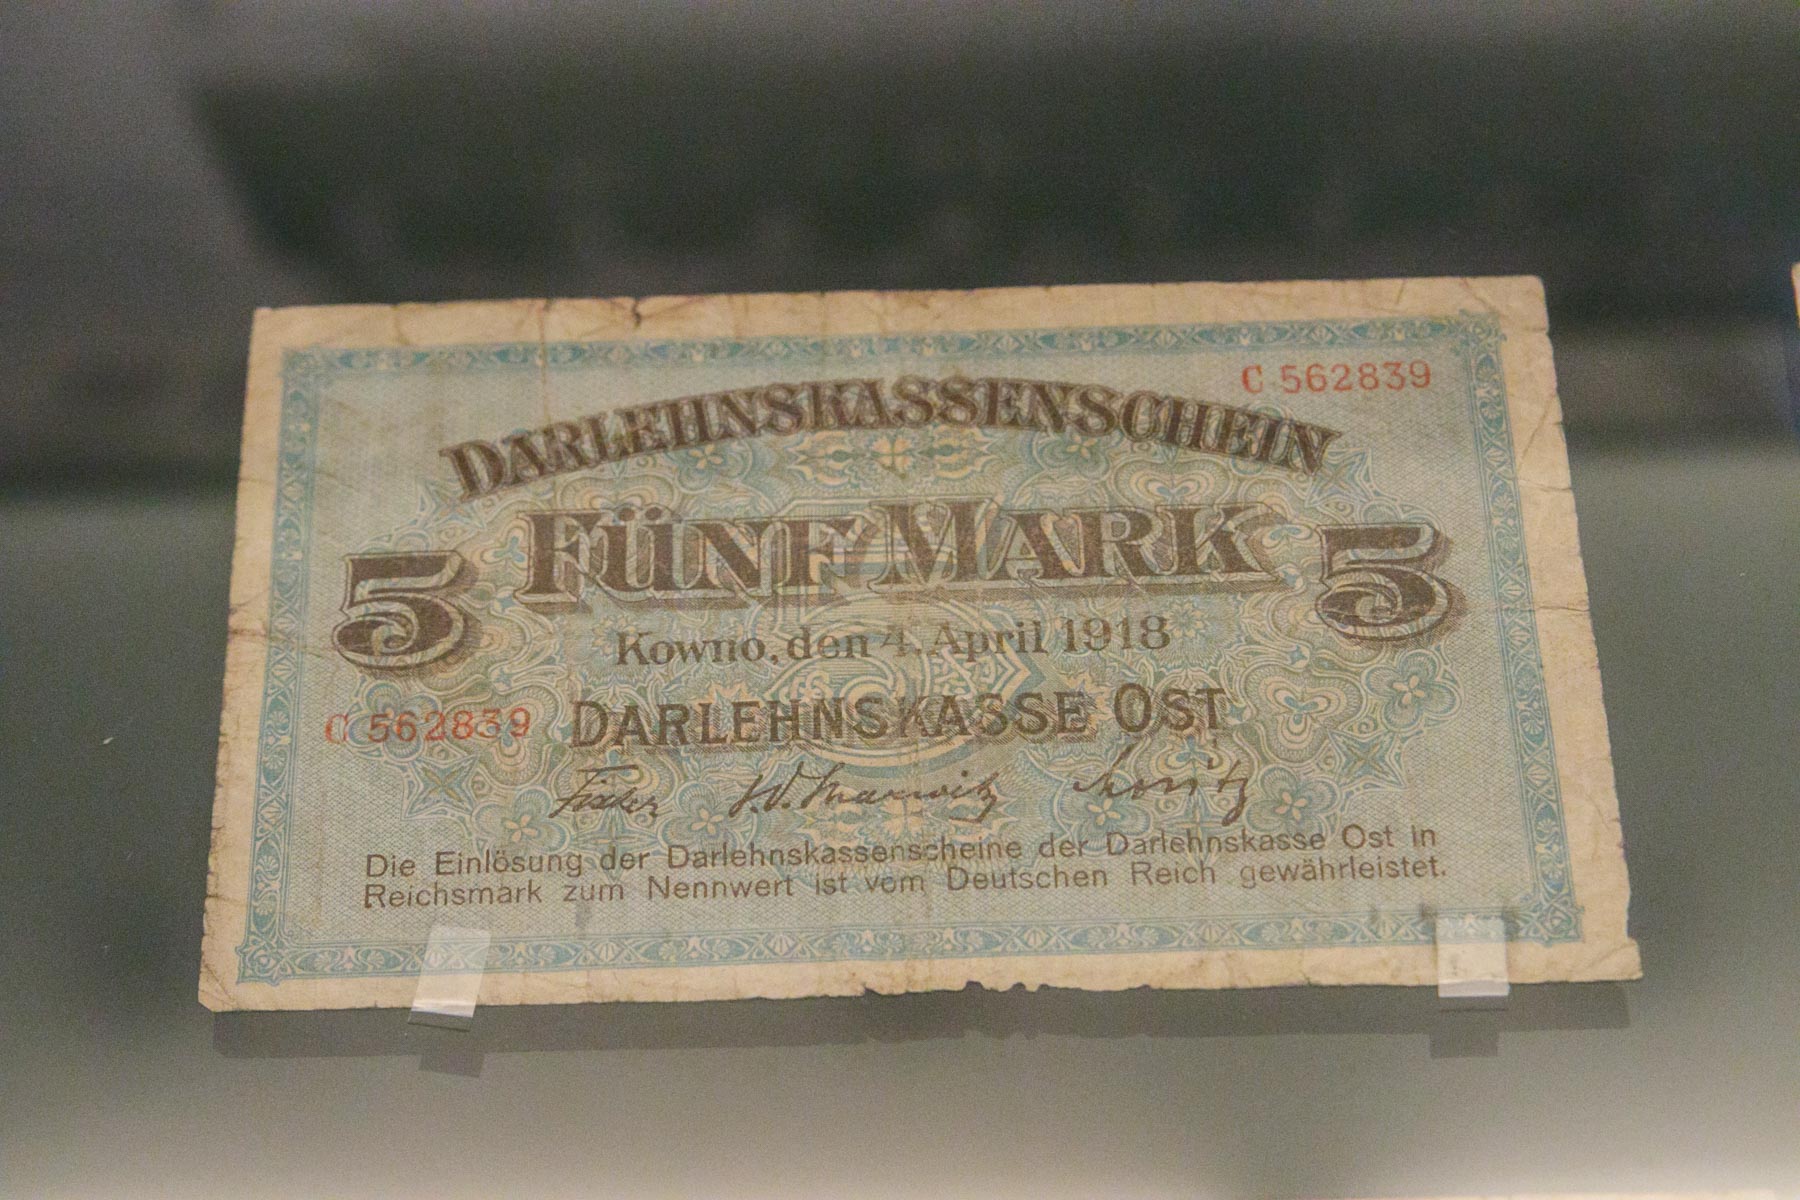 C 562839
DARLEHNSKASSENSCHEIN
5 FÜNF MARK 5
Kowno, den 4. April 1918
C 562839 DARLEHNSKASSE OST
Fischer
Die Einlösung der Darlehnskassenscheine der Darlehnskasse Ost in
Reichsmark zum Nennwert ist vom Deutschen Reich gewährleistet.